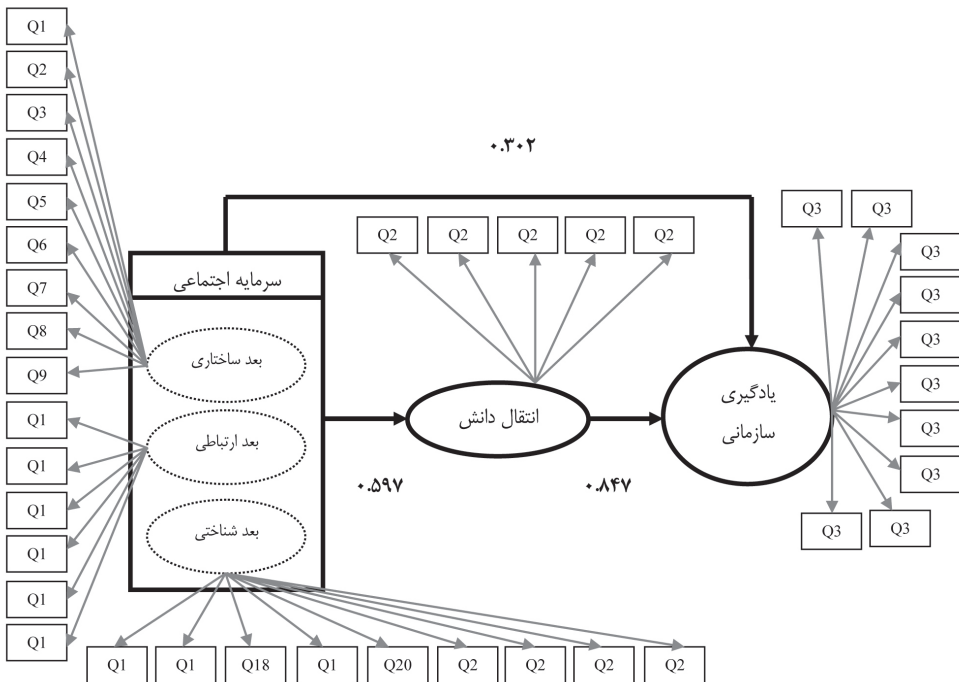 Q1
Q2
Q3
Q4
Q5
Q6
Q7
Q8
Q9
Q1
Q1
Q1
Q1
Q1
Q1
۰.۳۰۲
سرمایه اجتماعی
بعد ساختاری
بعد ارتباطی
بعد شناختی
Q2 Q2 Q2 Q2 Q2
انتقال دانش
۰.۵۹۷
۰.۸۴۷
یادگیری
سازمانی
Q3 Q3
Q3
Q3
Q3
Q3
Q3
Q3
Q3 Q3
Q1 Q1 Q18 Q1 Q20 Q2 Q2 Q2 Q2